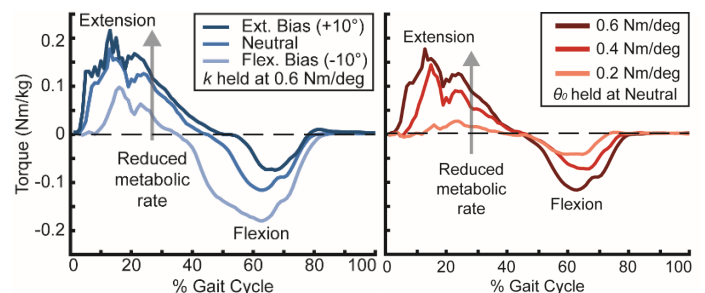 Extension
Ext. Bias (+10°)
Neutral
Flex. Bias (-10°)
k held at 0.6 Nm/deg
0.2
0.1
0
-0.1
-0.2
Torque (Nm/kg)
Reduced
metabolic
rate
Flexion
0 20 40 60 80 100
% Gait Cycle
Extension
0.6 Nm/deg
0.4 Nm/deg
0.2 Nm/deg
θ₀ held at Neutral
Reduced
metabolic
rate
Flexion
0 20 40 60 80 100
% Gait Cycle